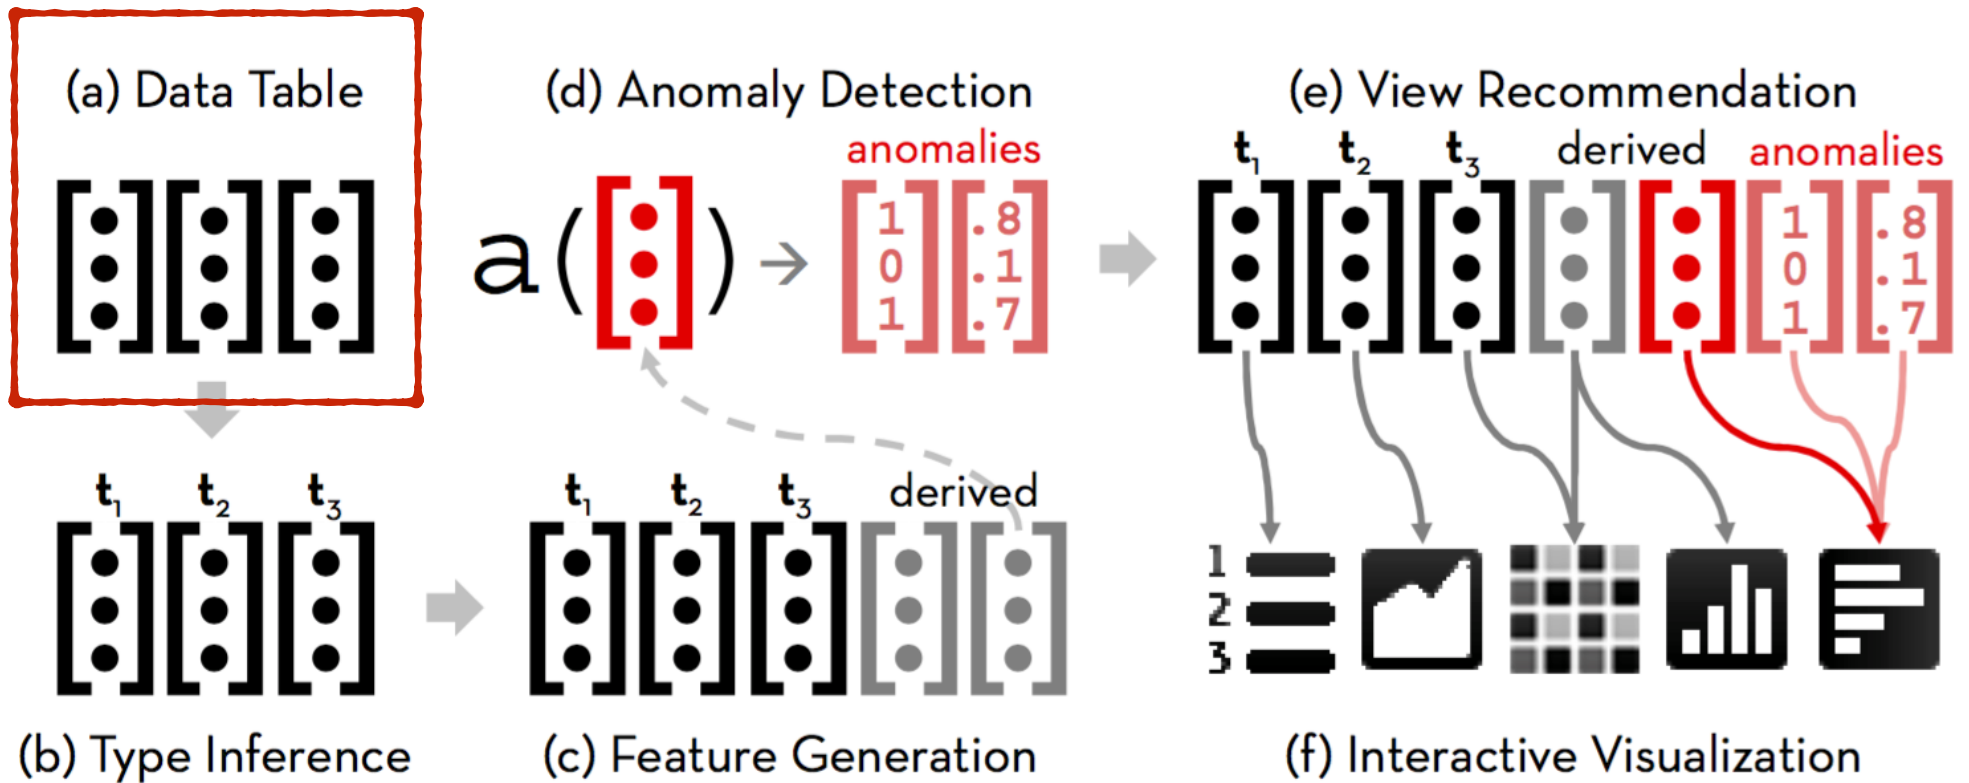 (a) Data Table
(d) Anomaly Detection
anomalies
a( ) →
1 .8
0 .1
1 .7
(e) View Recommendation
t1 t2 t3 derived anomalies
1 .8
0 .1
1 .7
t1 t2 t3
(b) Type Inference
t1 t2 t3 derived
(c) Feature Generation
1
2
3
(f) Interactive Visualization